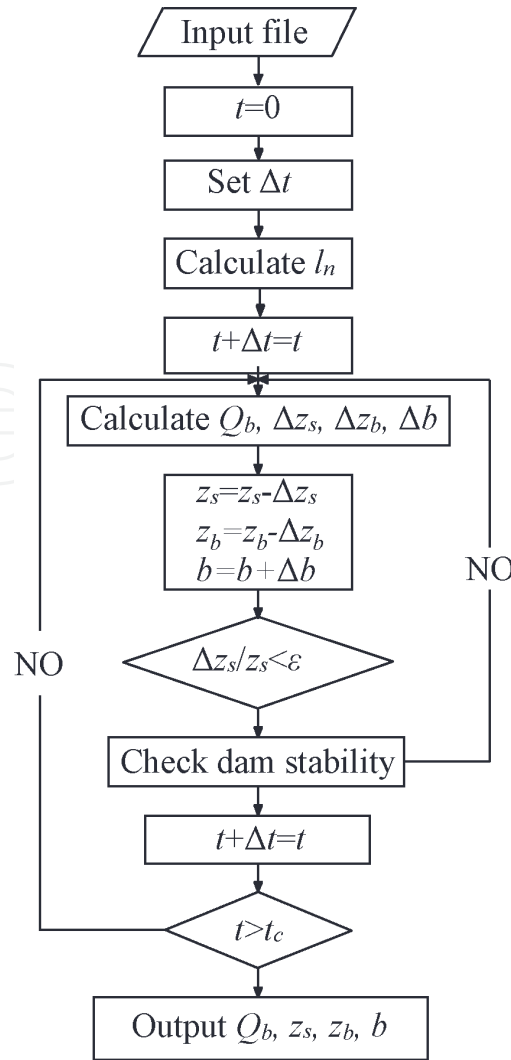 Input file
t=0
Set Δt
Calculate lₙ
t+Δt=t
Calculate Q_b, Δz_s, Δz_b, Δb
z_s=z_s-Δz_s
z_b=z_b-Δz_b
b=b+Δb
NO
Δz_s/z_s<ε
NO
Check dam stability
t+Δt=t
t>t_c
Output Q_b, z_s, z_b, b